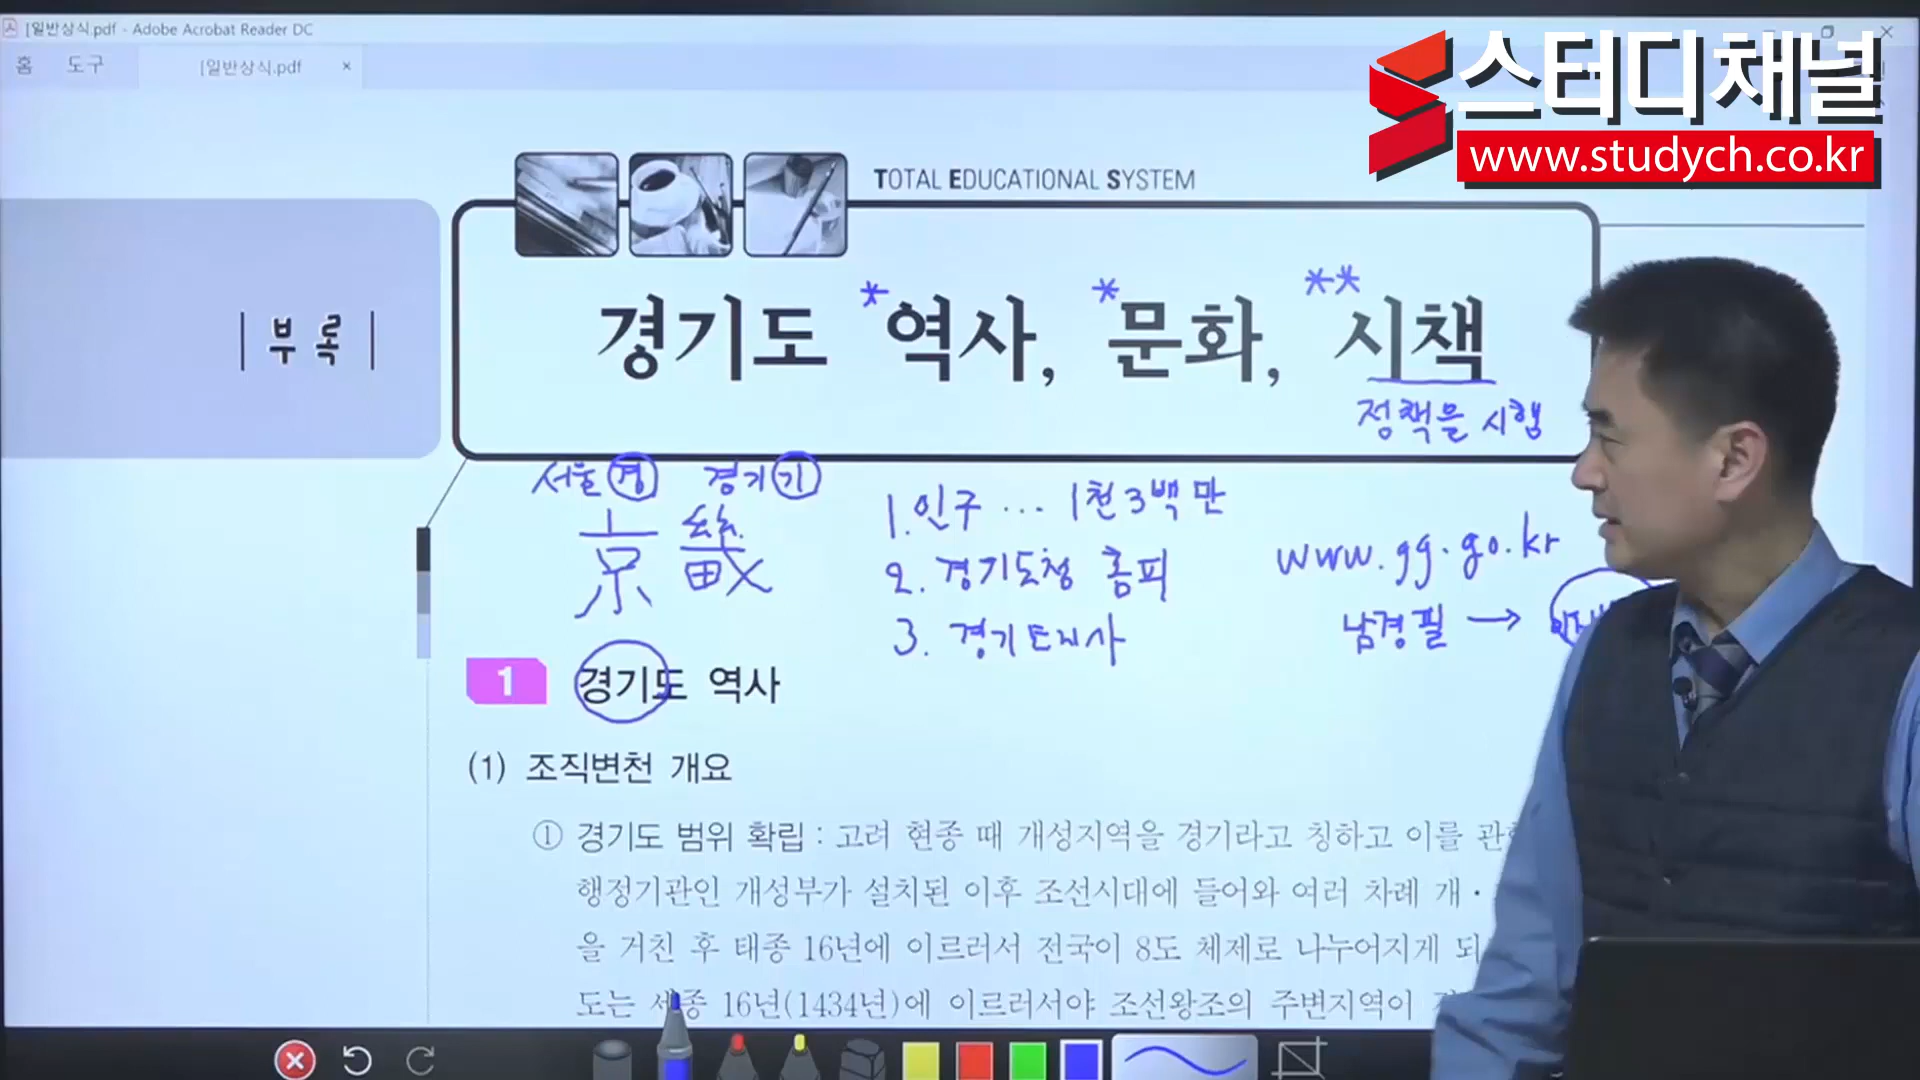 [일반상식.pdf - Adobe Acrobat Reader DC
홈 도구 [일반상식.pdf ×
스터디채널
www.studych.co.kr
TOTAL EDUCATIONAL SYSTEM
| 부록 |
경기도 *역사, *문화, **시책
정책을 시행
서울 경 경기 기
京畿
1. 인구 ... 1천3백만
2. 경기도청 홈피
3. 경기도지사
www.gg.go.kr
남경필 →
1 경기도 역사
(1) 조직변천 개요
① 경기도 범위 확립 : 고려 현종 때 개성지역을 경기라고 칭하고 이를
행정기관인 개성부가 설치된 이후 조선시대에 들어와 여러 차례 개·
을 거친 후 태종 16년에 이르러서 전국이 8도 체제로 나누어지게 되
도는 세종 16년(1434년)에 이르러서야 조선왕조의 주변지역이